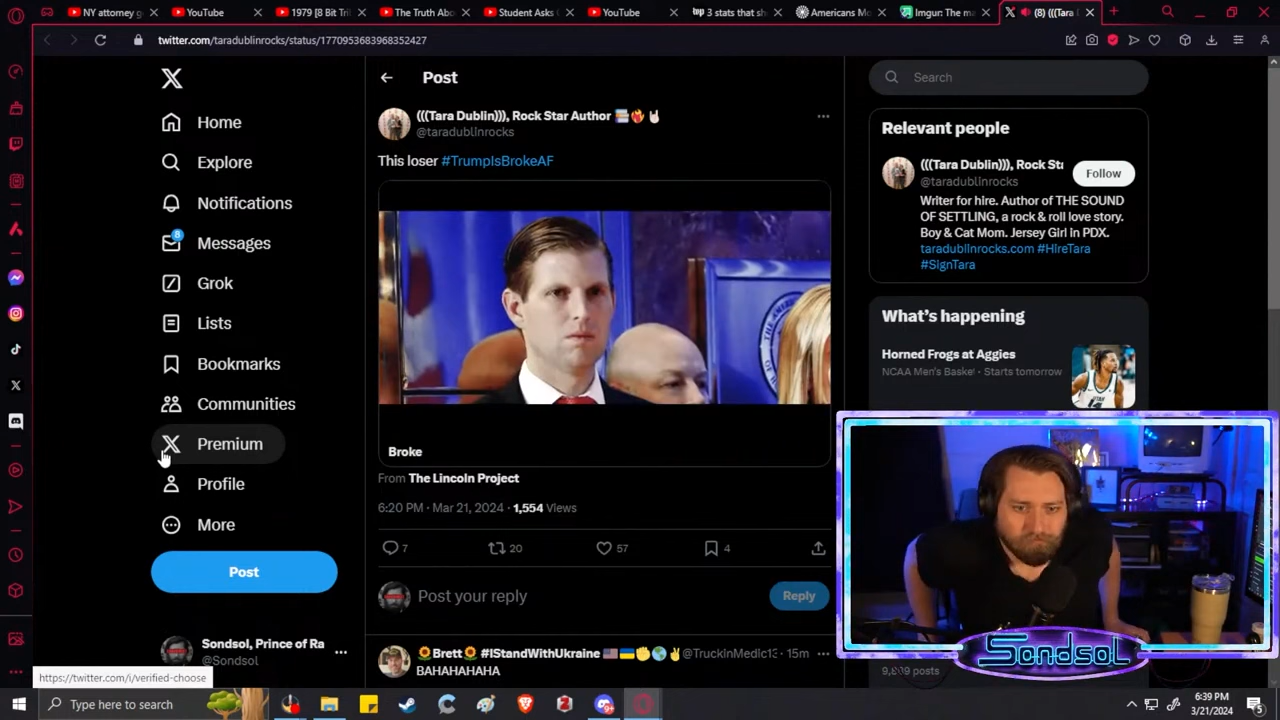 NY attorney g
YouTube
1979 [8 Bit Tri
The Truth Abo
Student Asks
YouTube
3 stats that sh
Americans Mo
Imgur: The ma
(8) (((Tara D
twitter.com/taradublinrocks/status/1770953683968352427
Home
Explore
Notifications
8
Messages
Grok
Lists
Bookmarks
Communities
Premium
Profile
More
Post
Sondsol, Prince of Ra
@Sondsol
https://twitter.com/i/verified-choose
Post
(((Tara Dublin))), Rock Star Author
@taradublinrocks
This loser #TrumpIsBrokeAF
Broke
From The Lincoln Project
6:20 PM · Mar 21, 2024 · 1,554 Views
7
20
57
4
Post your reply
Reply
Brett #IStandWithUkraine @TruckinMedic13 · 15m
BAHAHAHAHA
Search
Relevant people
(((Tara Dublin))), Rock St
@taradublinrocks
Follow
Writer for hire. Author of THE SOUND
OF SETTLING, a rock & roll love story.
Boy & Cat Mom. Jersey Girl in PDX.
taradublinrocks.com #HireTara
#SignTara
What's happening
Horned Frogs at Aggies
NCAA Men's Basket · Starts tomorrow
Sondsol
Type here to search
6:39 PM
3/21/2024
5